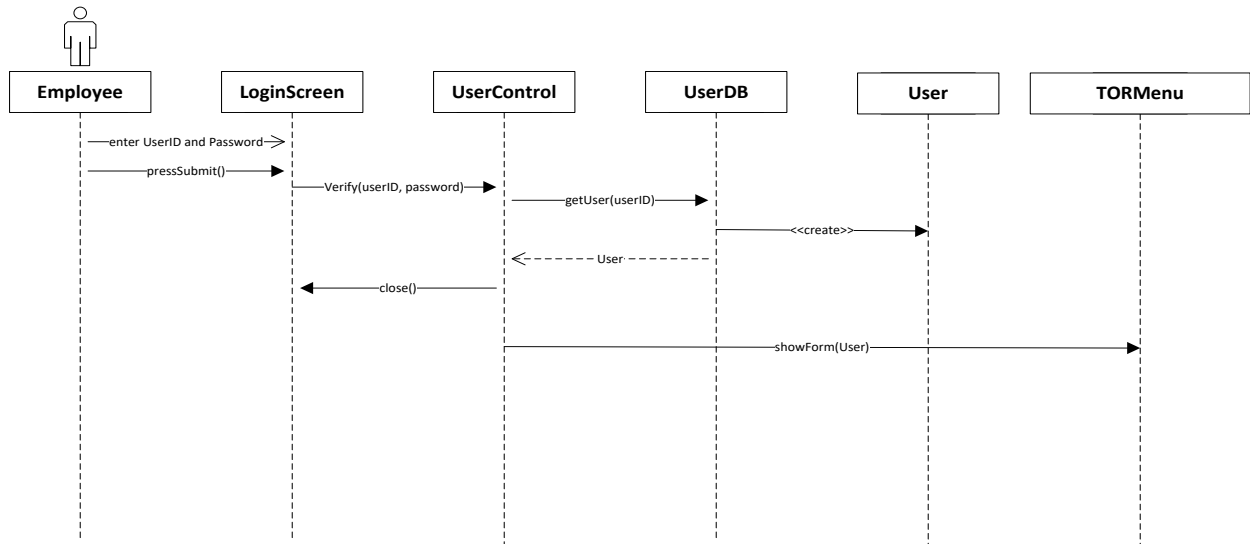 Employee
LoginScreen
UserControl
UserDB
User
TORMenu
enter UserID and Password
pressSubmit()
Verify(userID, password)
getUser(userID)
<<create>>
User
close()
showForm(User)